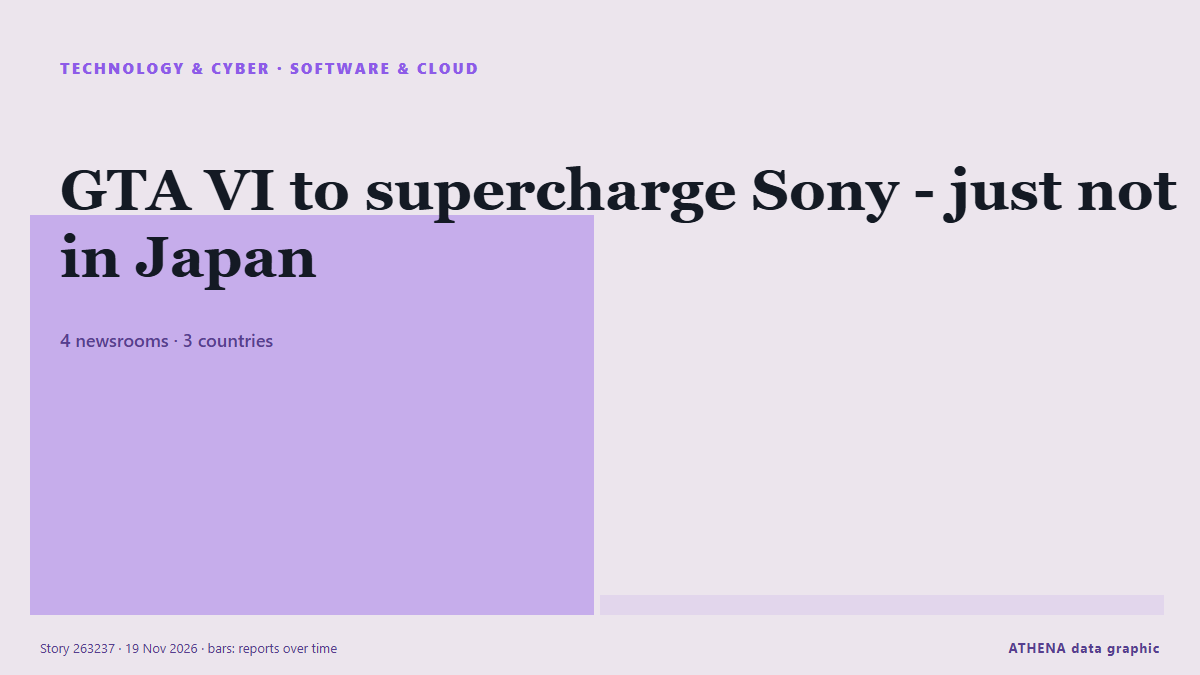 TECHNOLOGY & CYBER · SOFTWARE & CLOUD
GTA VI to supercharge Sony - just not
in Japan
4 newsrooms · 3 countries
Story 263237 · 19 Nov 2026 · bars: reports over time
ATHENA data graphic